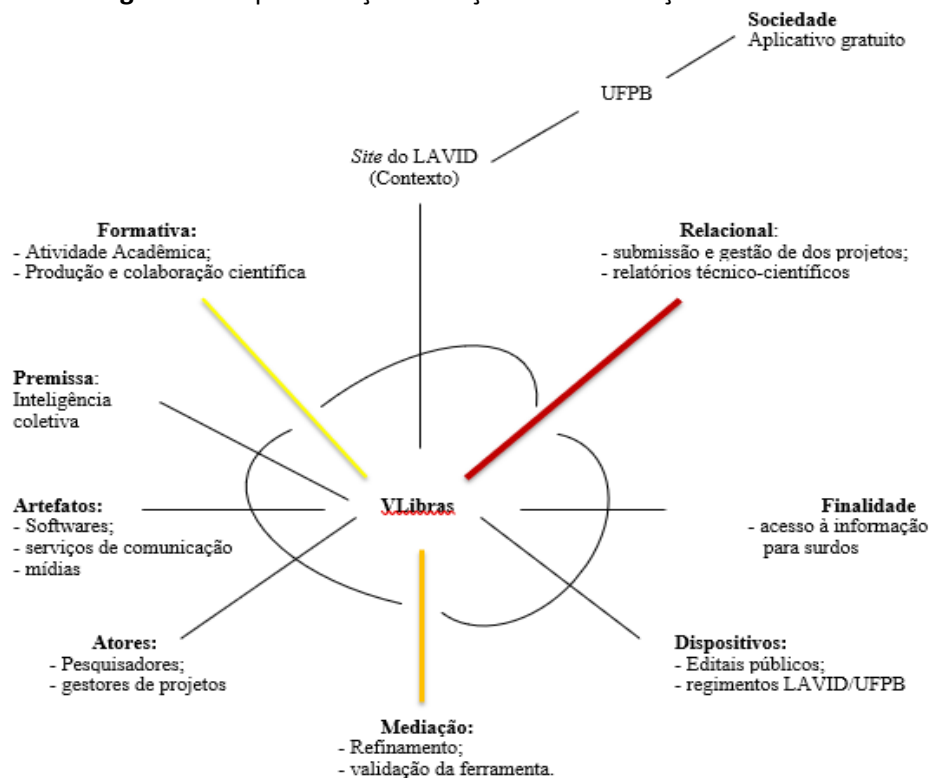 Sociedade
Aplicativo gratuito
UFPB
Site do LAVID
(Contexto)
Formativa:
- Atividade Acadêmica;
- Produção e colaboração científica
Relacional:
- submissão e gestão de dos projetos;
- relatórios técnico-científicos
Premissa:
Inteligência
coletiva
Artefatos:
- Softwares;
- serviços de comunicação
- mídias
VLibras
Finalidade
- acesso à informação
para surdos
Atores:
- Pesquisadores;
- gestores de projetos
Dispositivos:
- Editais públicos;
- regimentos LAVID/UFPB
Mediação:
- Refinamento;
- validação da ferramenta.